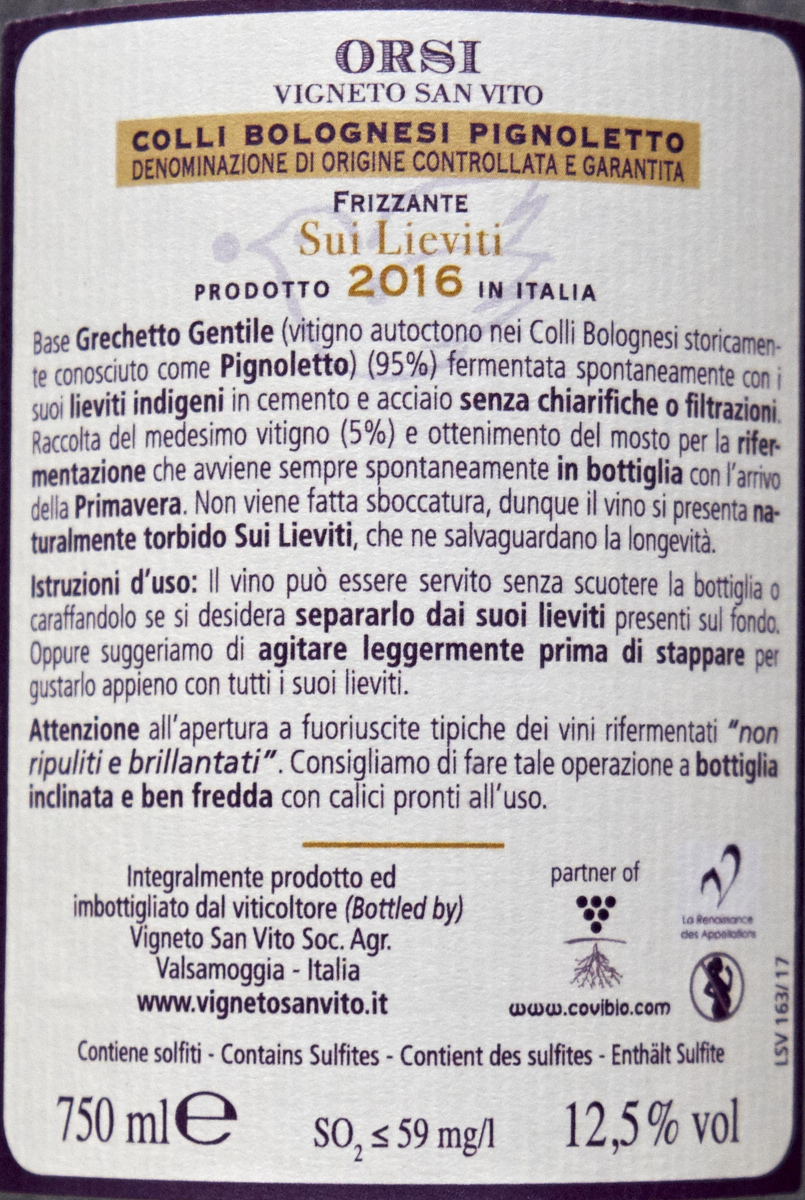 ORSI
VIGNETO SAN VITO
COLLI BOLOGNESI PIGNOLETTO
DENOMINAZIONE DI ORIGINE CONTROLLATA E GARANTITA
FRIZZANTE
Sui Lieviti
PRODOTTO 2016 IN ITALIA
Base Grechetto Gentile (vitigno autoctono nei Colli Bolognesi storicamen-
te conosciuto come Pignoletto) (95%) fermentata spontaneamente con i
suoi lieviti indigeni in cemento e acciaio senza chiarifiche o filtrazioni.
Raccolta del medesimo vitigno (5%) e ottenimento del mosto per la rifer-
mentazione che avviene sempre spontaneamente in bottiglia con l'arrivo
della Primavera. Non viene fatta sboccatura, dunque il vino si presenta na-
turalmente torbido Sui Lieviti, che ne salvaguardano la longevità.
Istruzioni d'uso: Il vino può essere servito senza scuotere la bottiglia o
caraffandolo se si desidera separarlo dai suoi lieviti presenti sul fondo.
Oppure suggeriamo di agitare leggermente prima di stappare per
gustarlo appieno con tutti i suoi lieviti.
Attenzione all'apertura a fuoriuscite tipiche dei vini rifermentati "non
ripuliti e brillantati". Consigliamo di fare tale operazione a bottiglia
inclinata e ben fredda con calici pronti all'uso.
Integralmente prodotto ed
imbottigliato dal viticoltore (Bottled by)
Vigneto San Vito Soc. Agr.
Valsamoggia - Italia
www.vignetosanvito.it
partner of
www.covibio.com
La Renaissance
des Appellations
LSV 163/17
Contiene solfiti - Contains Sulfites - Contient des sulfites - Enthält Sulfite
750 ml e
SO2 ≤ 59 mg/l
12,5% vol